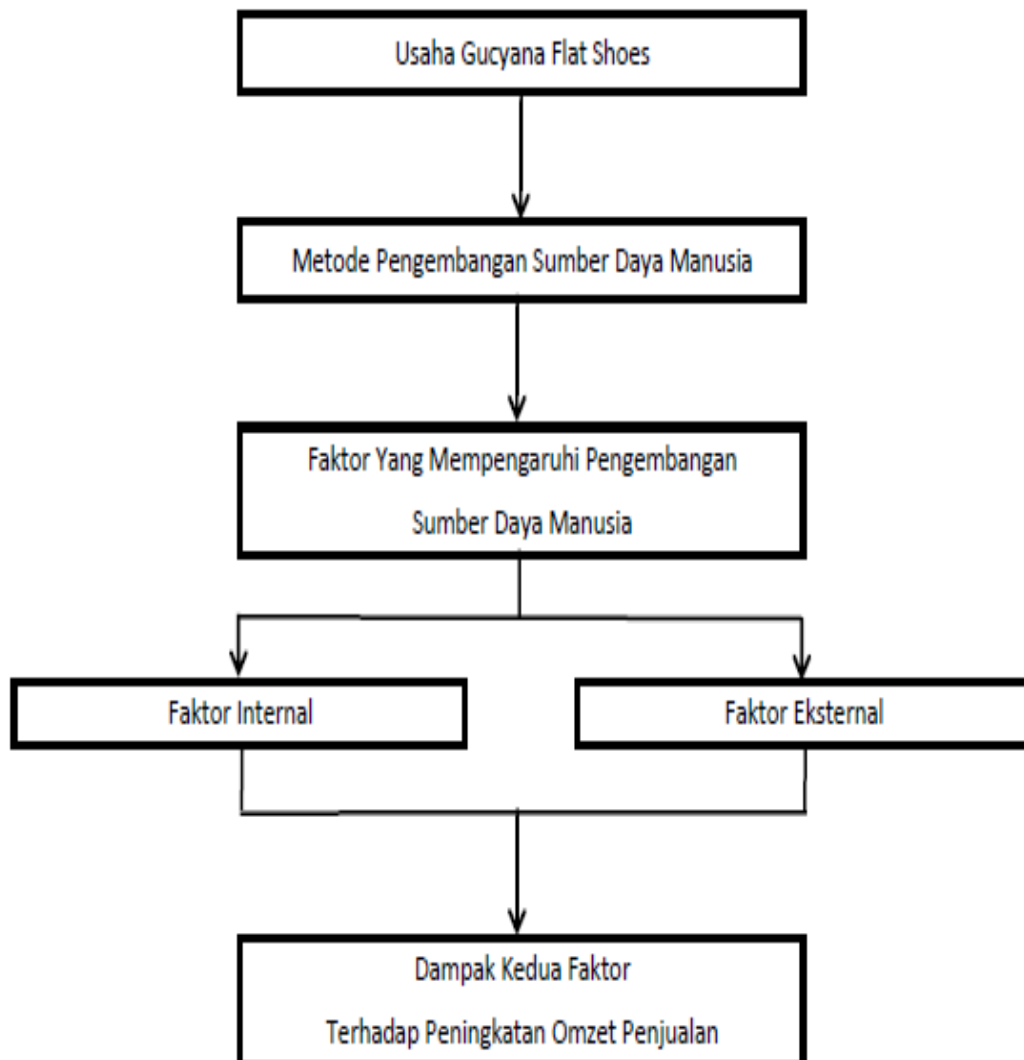 Usaha Gucyana Flat Shoes
Metode Pengembangan Sumber Daya Manusia
Faktor Yang Mempengaruhi Pengembangan
Sumber Daya Manusia
Faktor Internal
Faktor Eksternal
Dampak Kedua Faktor
Terhadap Peningkatan Omzet Penjualan